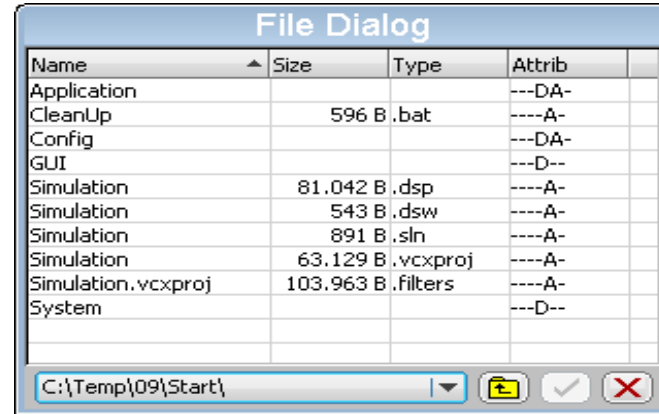 File Dialog
Name Size Type Attrib
Application ---DA-
CleanUp 596 B .bat ----A-
Config ---DA-
GUI ---D--
Simulation 81.042 B .dsp ----A-
Simulation 543 B .dsw ----A-
Simulation 891 B .sln ----A-
Simulation 63.129 B .vcxproj ----A-
Simulation.vcxproj 103.963 B .filters ----A-
System ---D--
C:\Temp\09\Start\